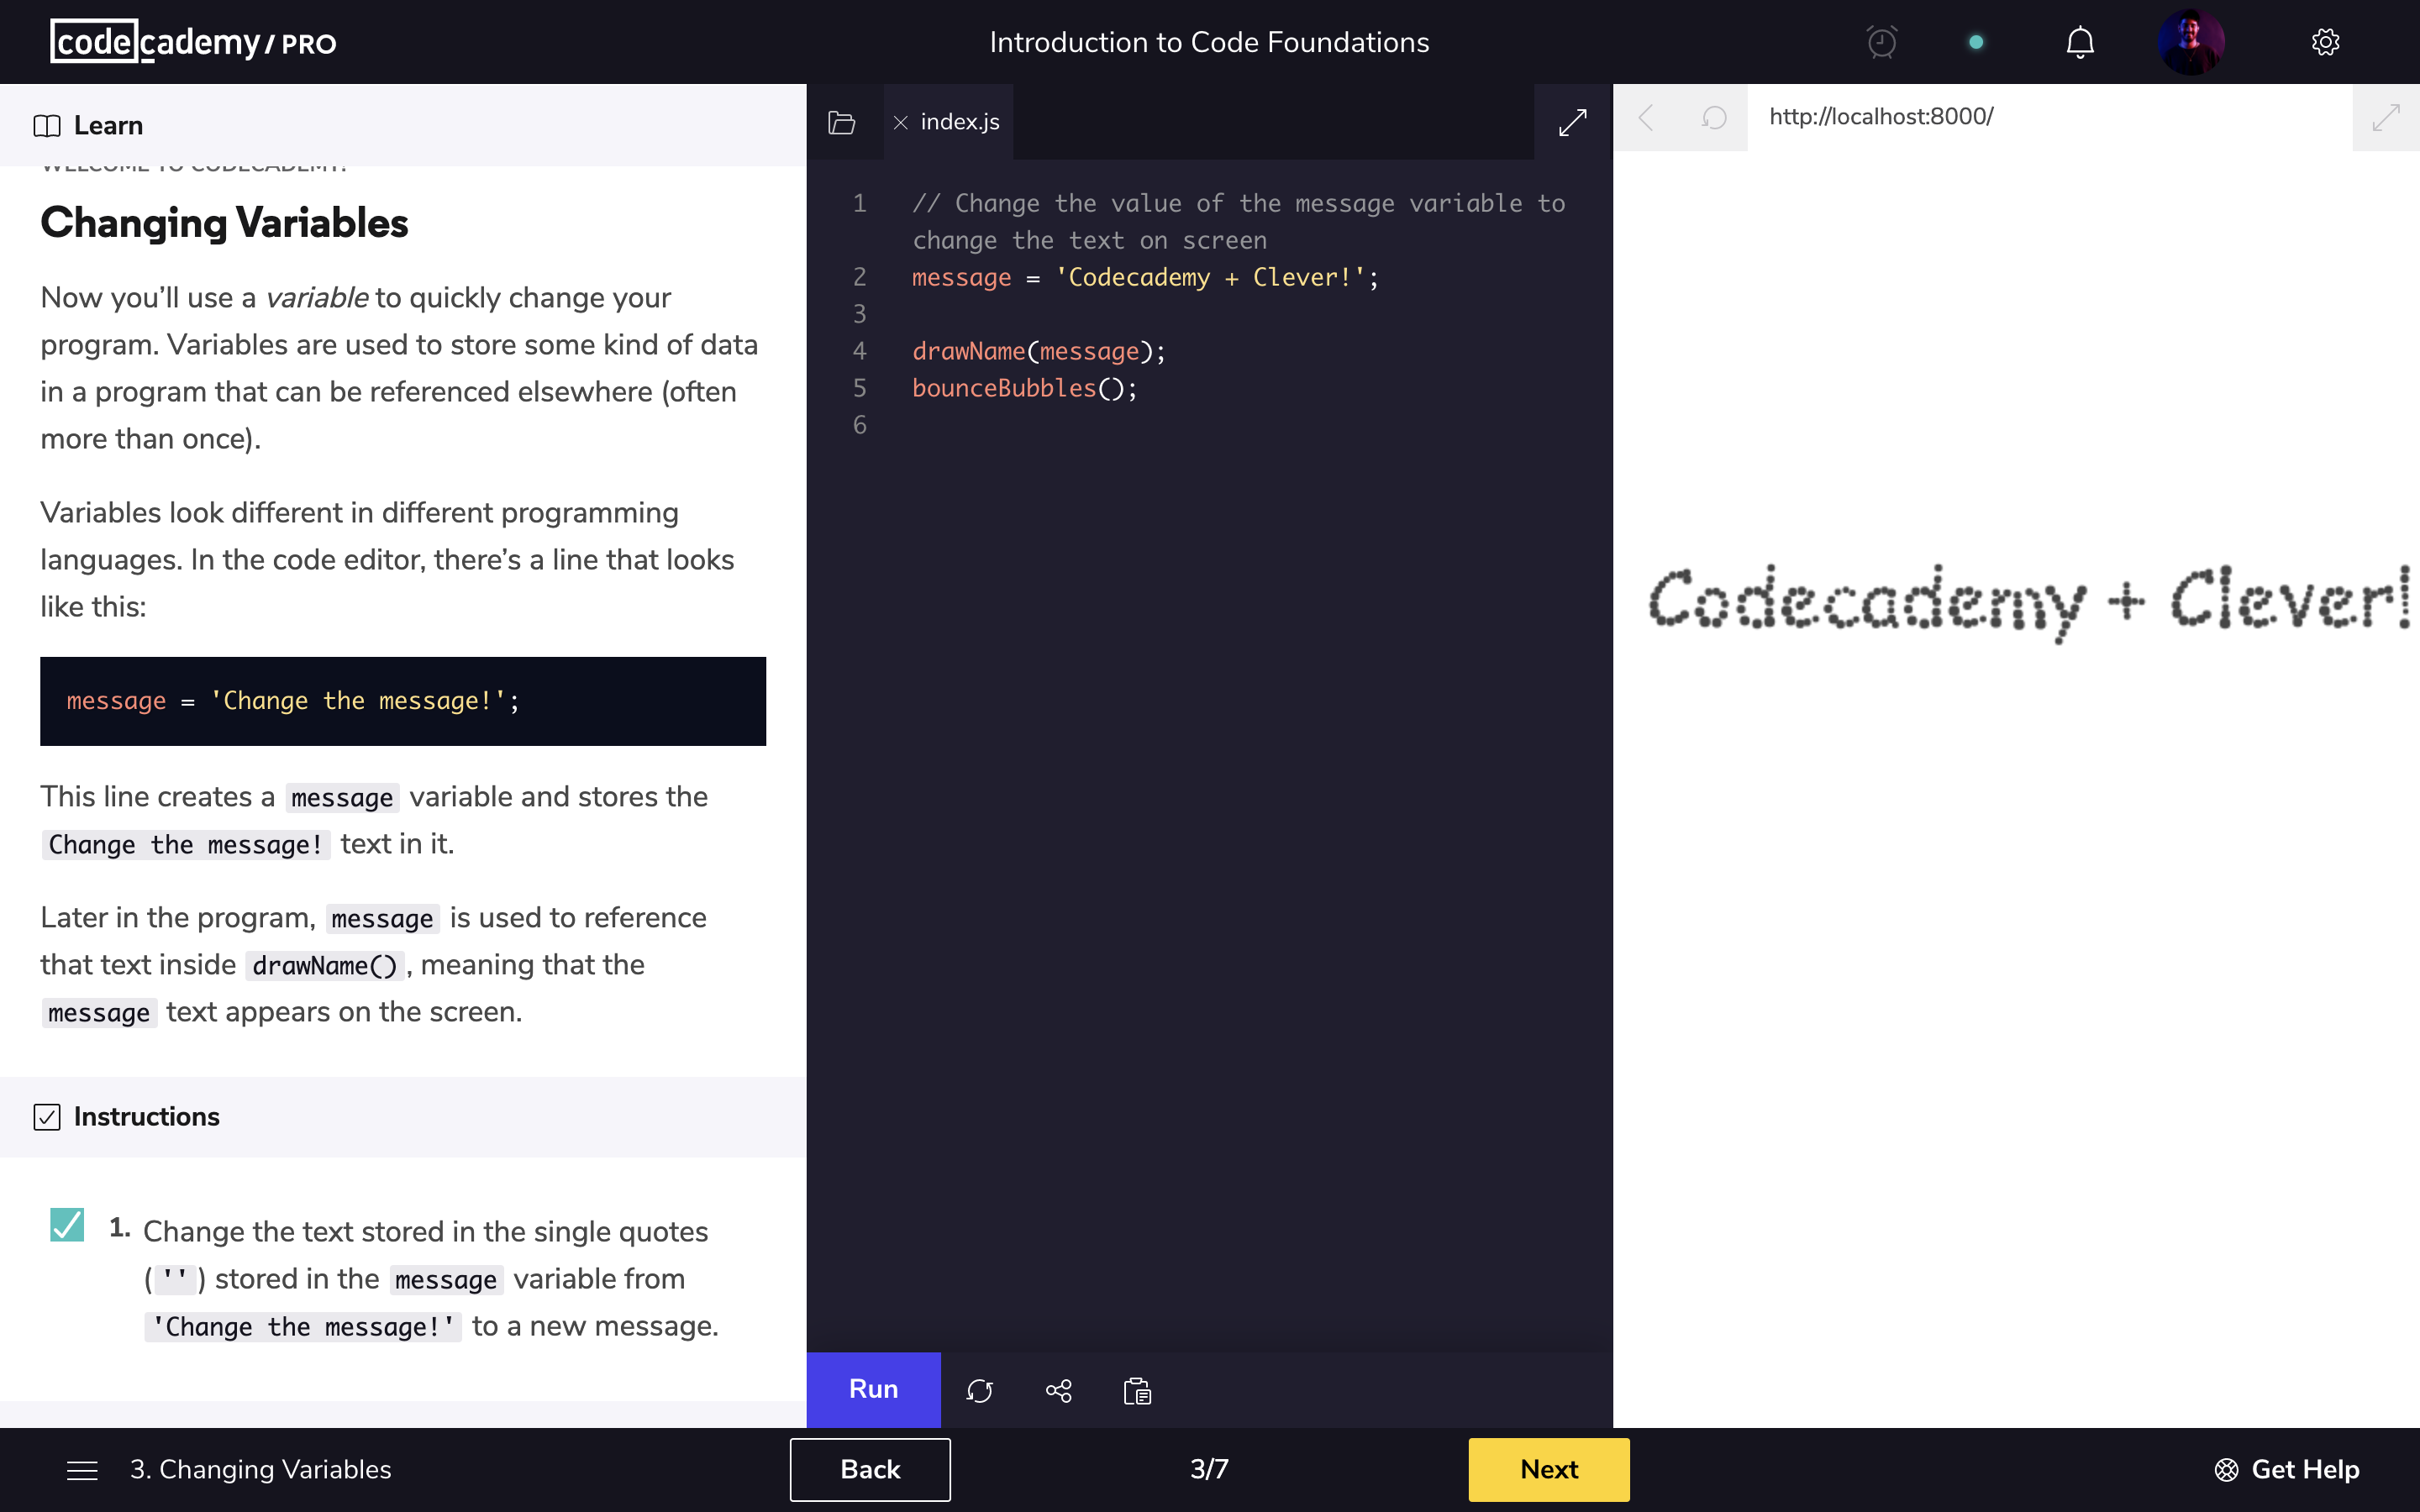 codecademy / PRO
Introduction to Code Foundations
Learn
WELCOME TO CODECADEMY!
Changing Variables
Now you’ll use a variable to quickly change your
program. Variables are used to store some kind of data
in a program that can be referenced elsewhere (often
more than once).
Variables look different in different programming
languages. In the code editor, there’s a line that looks
like this:
message = 'Change the message!';
This line creates a message variable and stores the
Change the message! text in it.
Later in the program, message is used to reference
that text inside drawName(), meaning that the
message text appears on the screen.
Instructions
1. Change the text stored in the single quotes
('') stored in the message variable from
'Change the message!' to a new message.
index.js
1 // Change the value of the message variable to
change the text on screen
2 message = 'Codecademy + Clever!';
3
4 drawName(message);
5 bounceBubbles();
6
Run
http://localhost:8000/
Codecademy + Clever!
3. Changing Variables
Back
3/7
Next
Get Help